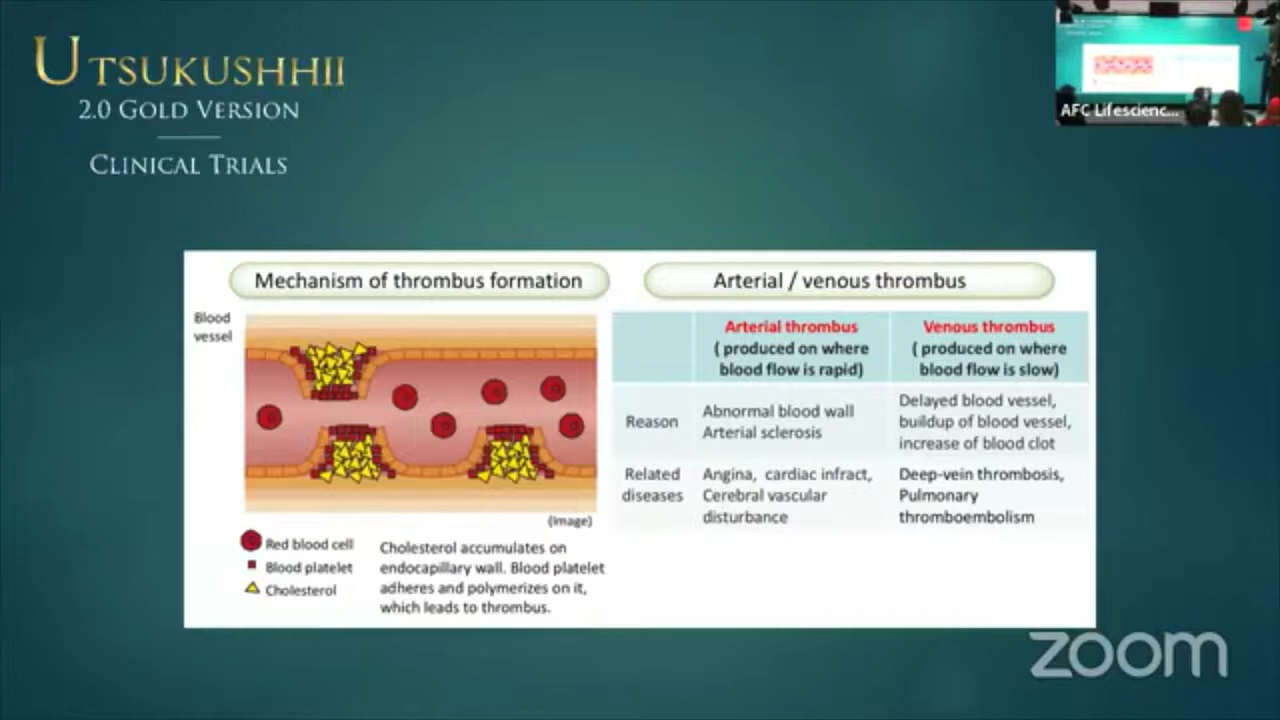 UTSUKUSHHII
2.0 GOLD VERSION
CLINICAL TRIALS
AFC Lifescienc...
Mechanism of thrombus formation
Blood
vessel
(Image)
Red blood cell
Blood platelet
Cholesterol
Cholesterol accumulates on
endocapillary wall. Blood platelet
adheres and polymerizes on it,
which leads to thrombus.
Arterial / venous thrombus
Arterial thrombus
( produced on where
blood flow is rapid)
Venous thrombus
( produced on where
blood flow is slow)
Reason
Abnormal blood wall
Arterial sclerosis
Delayed blood vessel,
buildup of blood vessel,
increase of blood clot
Related
diseases
Angina, cardiac infract,
Cerebral vascular
disturbance
Deep-vein thrombosis,
Pulmonary
thromboembolism
zoom